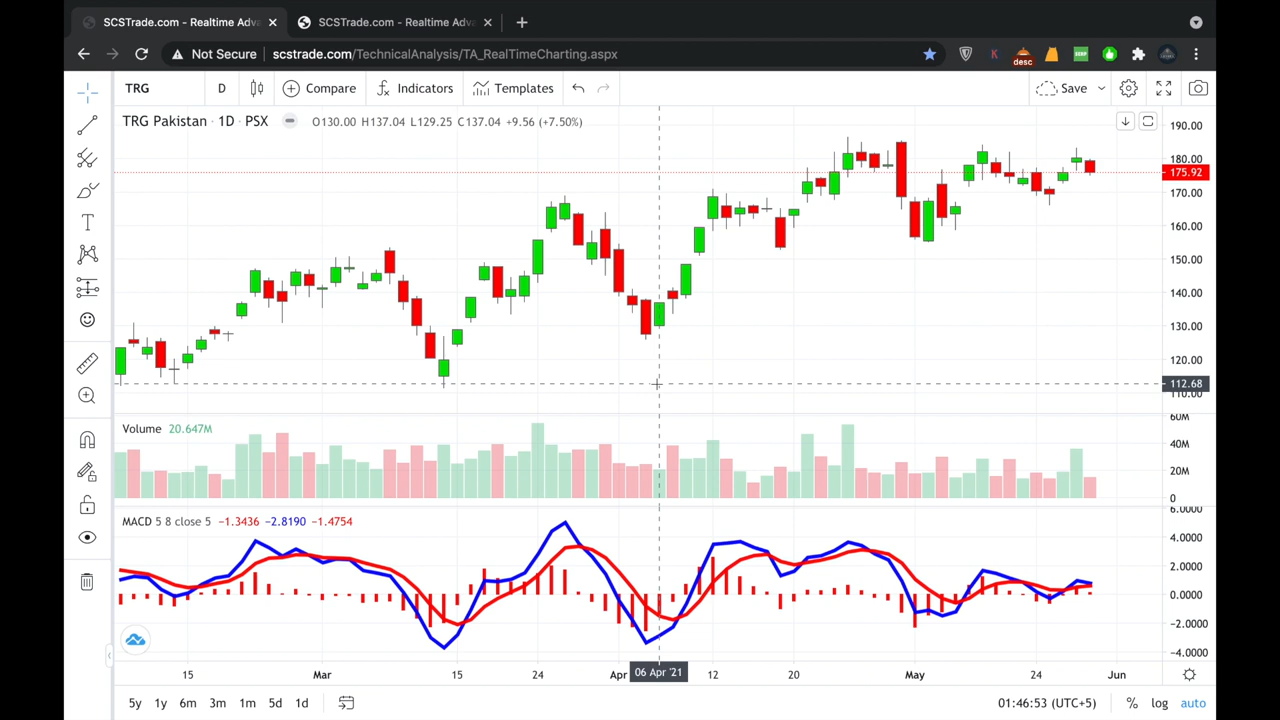 SCSTrade.com - Realtime Adva
SCSTrade.com - Realtime Adva
Not Secure
scstrade.com/TechnicalAnalysis/TA_RealTimeCharting.aspx
K
desc
TRG
D
Compare
Indicators
Templates
Save
TRG Pakistan · 1D · PSX
O130.00 H137.04 L129.25 C137.04 +9.56 (+7.50%)
190.00
180.00
175.92
170.00
160.00
150.00
140.00
130.00
120.00
112.68
110.00
Volume 20.647M
60M
40M
20M
0
MACD 5 8 close 5 −1.3436 −2.8190 −1.4754
6.0000
4.0000
2.0000
0.0000
−2.0000
−4.0000
15
Mar
15
24
Apr
06 Apr '21
12
20
May
24
Jun
5y
1y
6m
3m
1m
5d
1d
01:46:53 (UTC+5)
%
log
auto